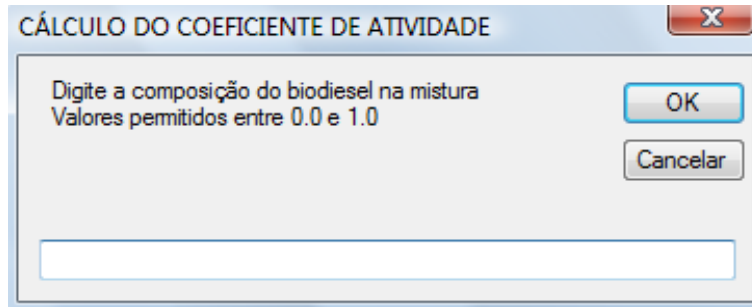 CÁLCULO DO COEFICIENTE DE ATIVIDADE
Digite a composição do biodiesel na mistura
Valores permitidos entre 0.0 e 1.0
OK
Cancelar